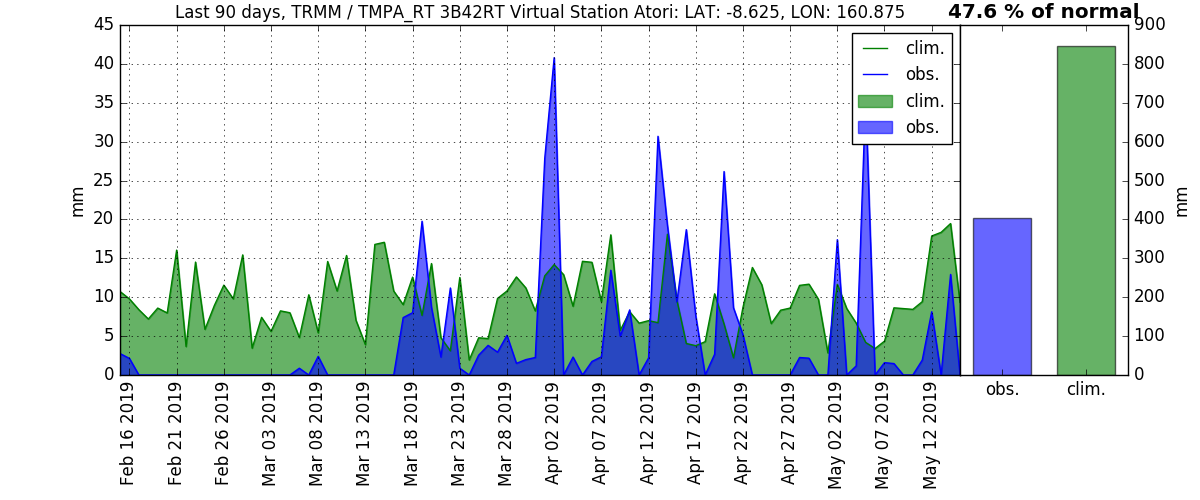 Last 90 days, TRMM / TMPA_RT 3B42RT Virtual Station Atori: LAT: -8.625, LON: 160.875
47.6 % of normal
45
40
35
30
25
20
15
10
5
0
mm
clim.
obs.
clim.
obs.
900
800
700
600
500
400
300
200
100
0
mm
obs.
clim.
Feb 16 2019
Feb 21 2019
Feb 26 2019
Mar 03 2019
Mar 08 2019
Mar 13 2019
Mar 18 2019
Mar 23 2019
Mar 28 2019
Apr 02 2019
Apr 07 2019
Apr 12 2019
Apr 17 2019
Apr 22 2019
Apr 27 2019
May 02 2019
May 07 2019
May 12 2019